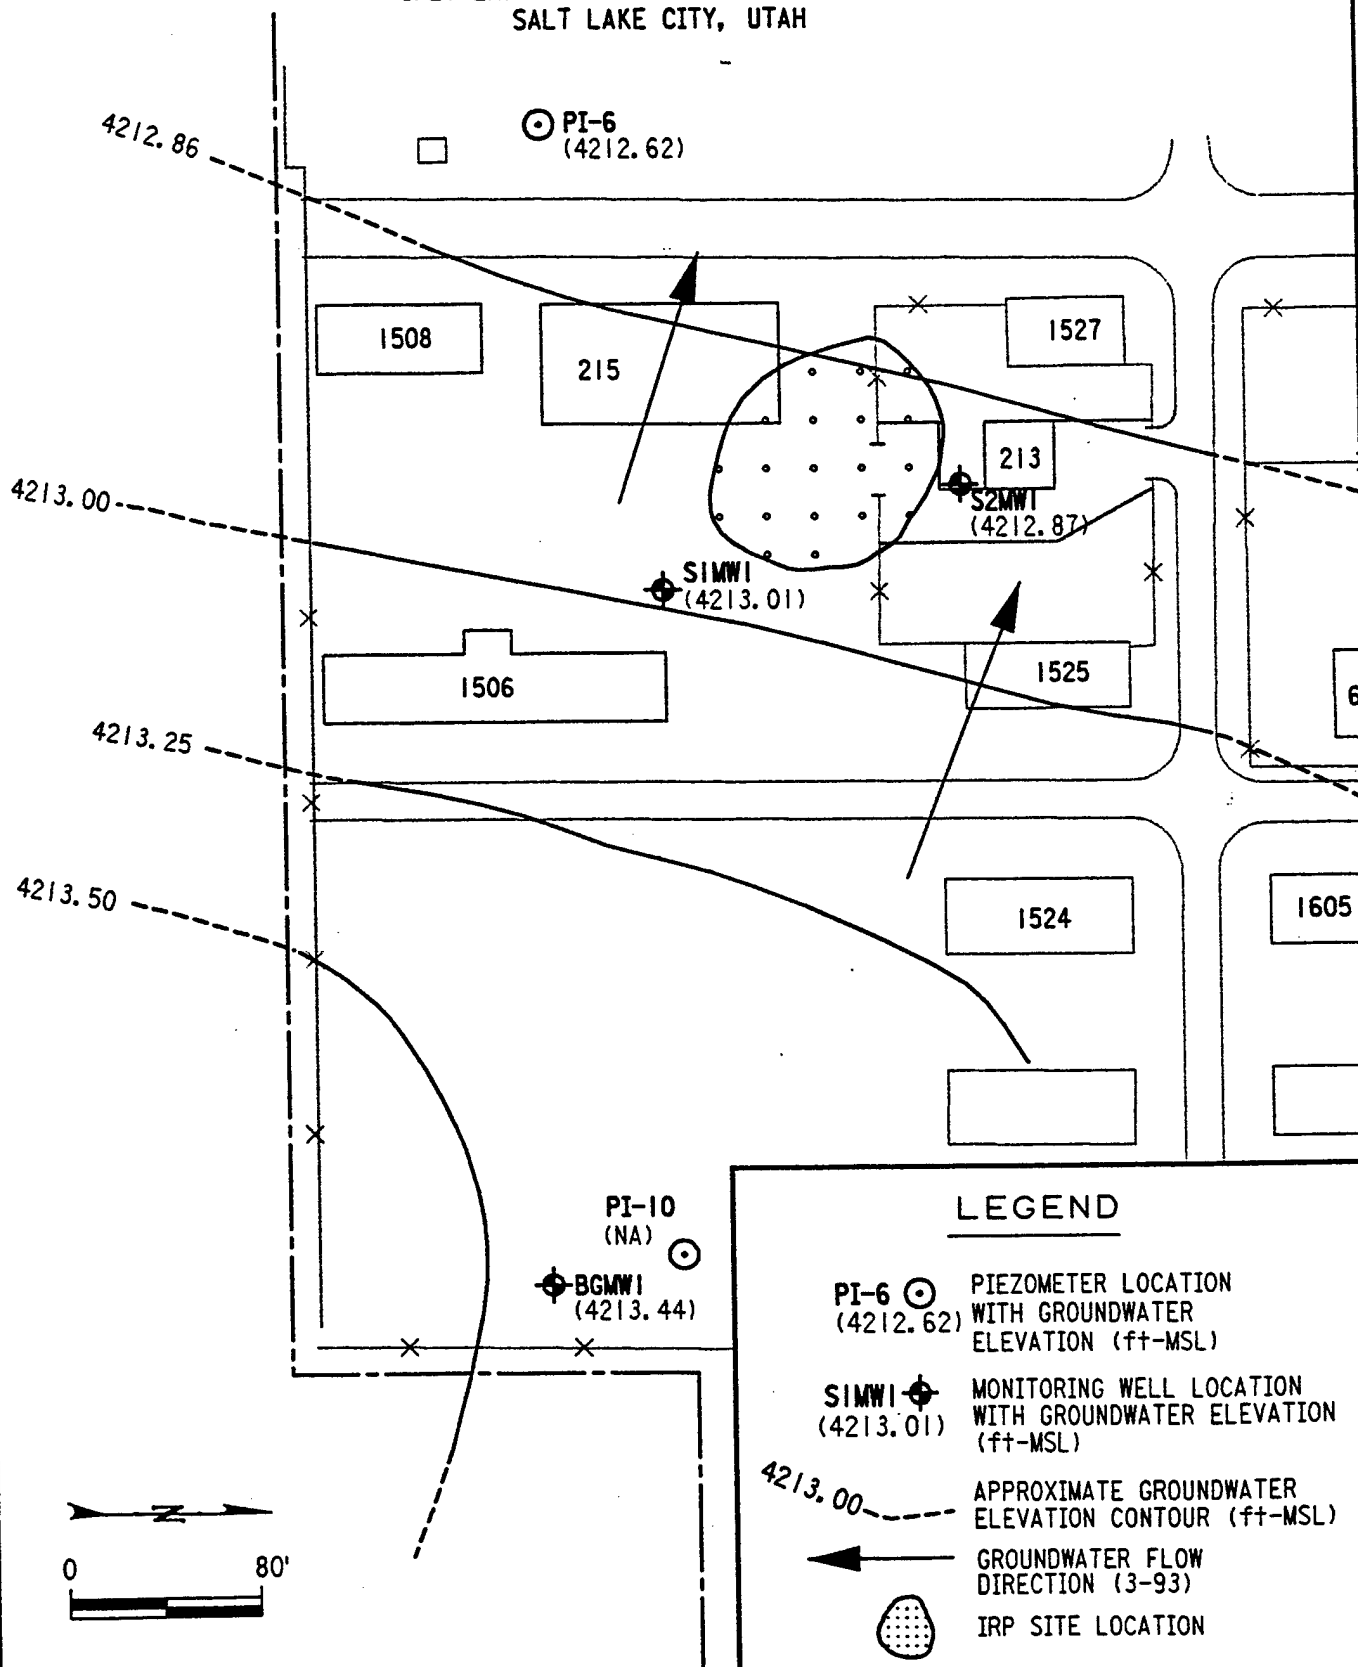 SALT LAKE CITY, UTAH
4212.86
PI-6
(4212.62)
1508
215
1527
213
4213.00
S2MW1
(4212.87)
S1MW1
(4213.01)
1506
1525
6
4213.25
4213.50
1524
1605
PI-10
(NA)
BGMW1
(4213.44)
LEGEND
PI-6
(4212.62)
PIEZOMETER LOCATION
WITH GROUNDWATER
ELEVATION (ft-MSL)
S1MW1
(4213.01)
MONITORING WELL LOCATION
WITH GROUNDWATER ELEVATION
(ft-MSL)
4213.00
APPROXIMATE GROUNDWATER
ELEVATION CONTOUR (ft-MSL)
GROUNDWATER FLOW
DIRECTION (3-93)
IRP SITE LOCATION
N
0 80'